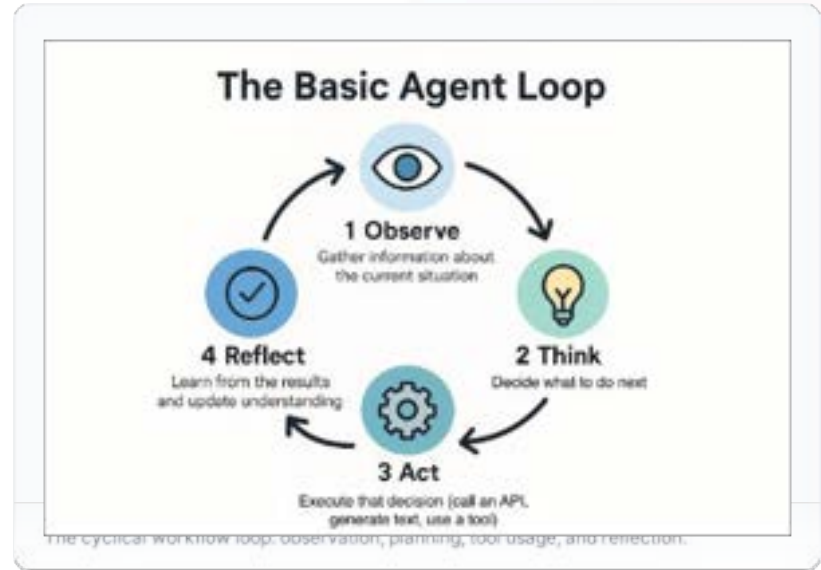 The Basic Agent Loop
1 Observe
Gather information about
the current situation
2 Think
Decide what to do next
3 Act
Execute that decision (call an API,
generate text, use a tool)
4 Reflect
Learn from the results
and update understanding
The cyclical workflow loop: observation, planning, tool usage, and reflection.